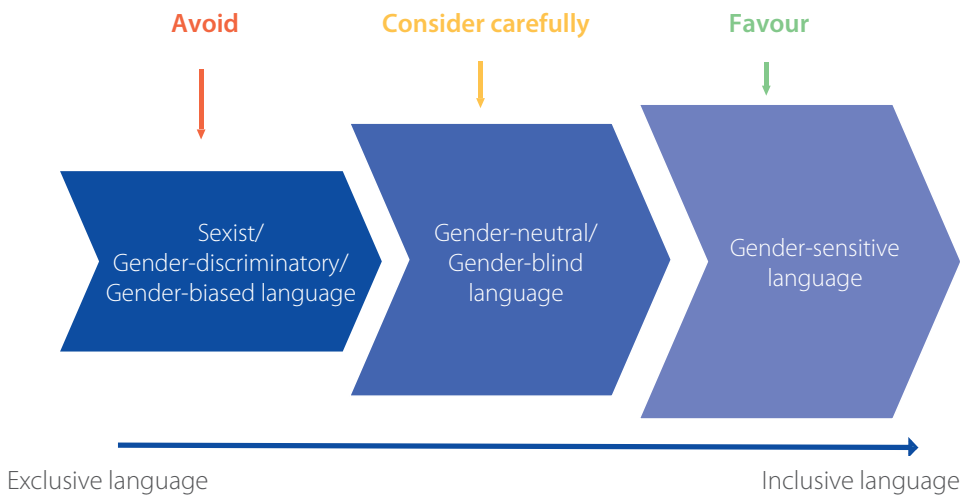 Avoid
Consider carefully
Favour
Sexist/
Gender-discriminatory/
Gender-biased language
Gender-neutral/
Gender-blind
language
Gender-sensitive
language
Exclusive language
Inclusive language